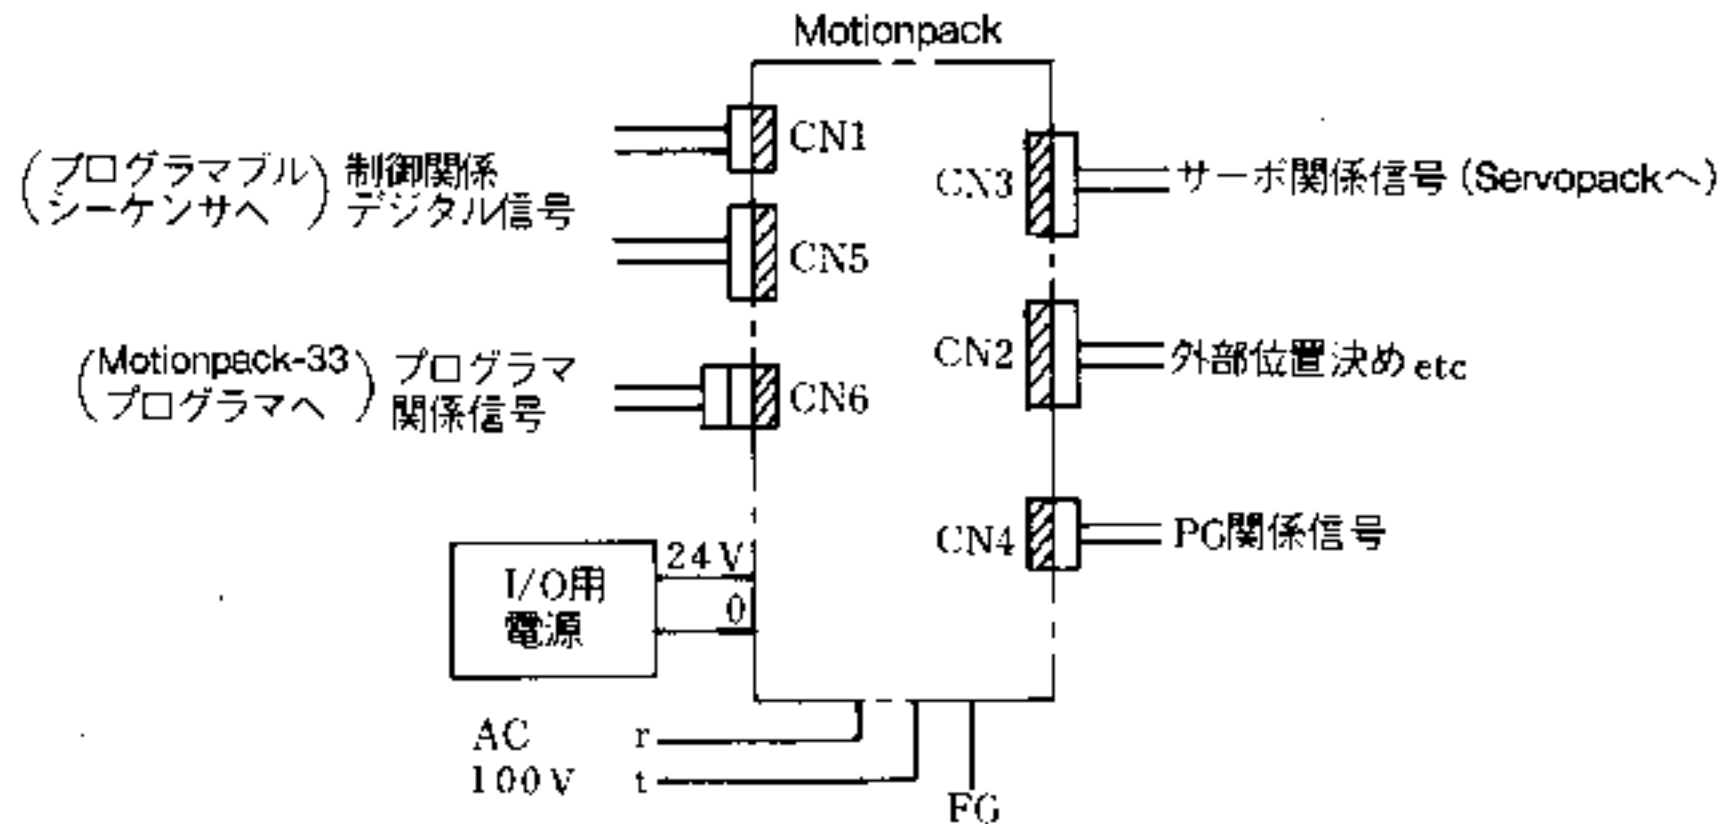 Motionpack
CN1
(プログラマブル
シーケンサへ)
制御関係
デジタル信号
CN5
(Motionpack-33
プログラマへ)
プログラマ
関係信号
CN6
CN3
サーボ関係信号(Servopackへ)
CN2
外部位置決めetc
CN4
PG関係信号
I/O用
電源
24V
0
AC
100V
r
t
FG